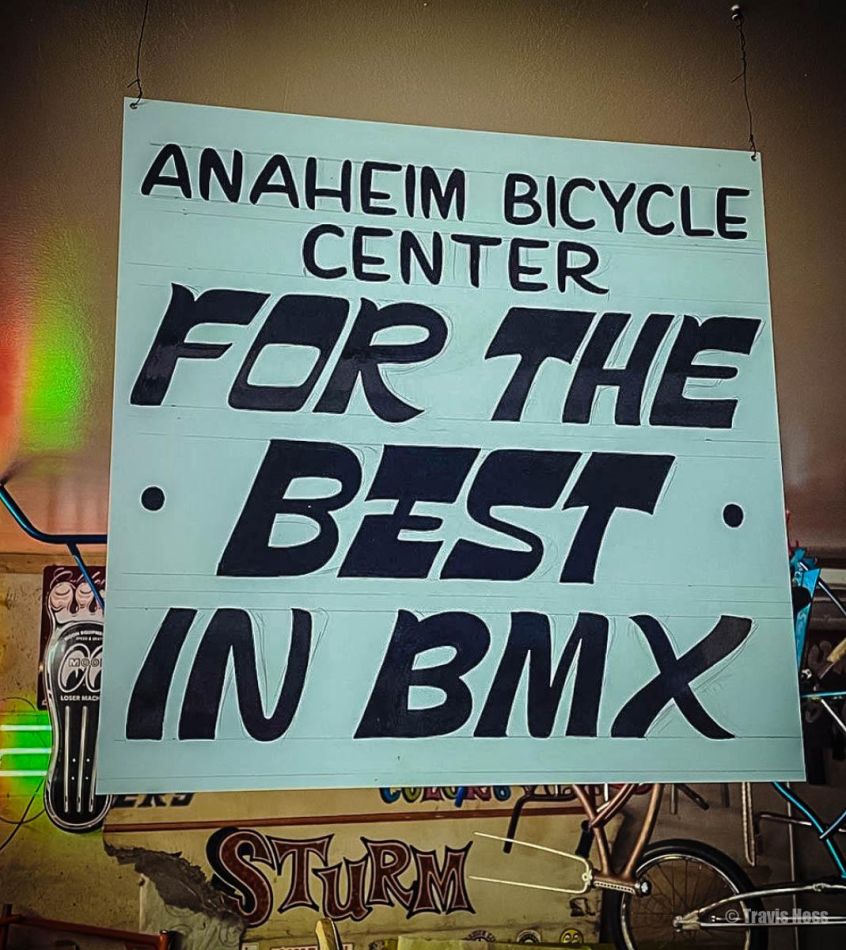 ANAHEIM BICYCLE
CENTER
FOR THE
• BEST •
IN BMX
MOON
LOSER MACHINE
STURM
© Travis Hess